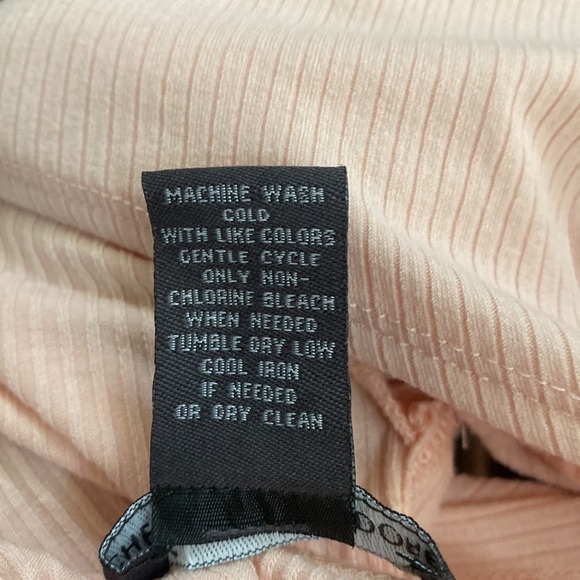 MACHINE WASH
COLD
WITH LIKE COLORS
GENTLE CYCLE
ONLY NON-
CHLORINE BLEACH
WHEN NEEDED
TUMBLE DRY LOW
COOL IRON
IF NEEDED
OR DRY CLEAN